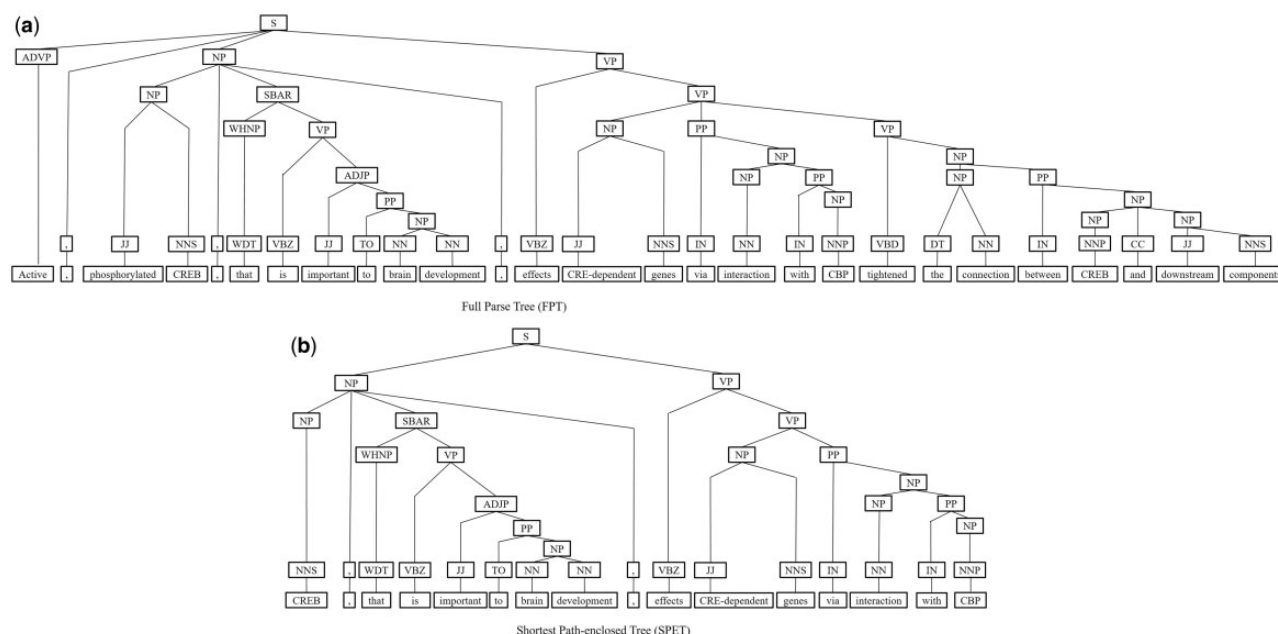 (a)
S
ADVP NP VP
NP SBAR VP
WHNP VP NP PP VP
ADJP NP NP
PP NP PP NP PP
NP NP NP
NP NP
, JJ NNS , WDT VBZ JJ TO NN NN , VBZ JJ NNS IN NN IN NNP VBD DT NN IN NNP CC JJ NNS
Active , phosphorylated CREB , that is important to brain development , effects CRE-dependent genes via interaction with CBP tightened the connection between CREB and downstream components
Full Parse Tree (FPT)
(b)
S
NP VP
NP SBAR VP
WHNP VP NP PP
NP
ADJP NP PP
PP NP
NP
NNS , WDT VBZ JJ TO NN NN , VBZ JJ NNS IN NN IN NNP
CREB , that is important to brain development , effects CRE-dependent genes via interaction with CBP
Shortest Path-enclosed Tree (SPET)